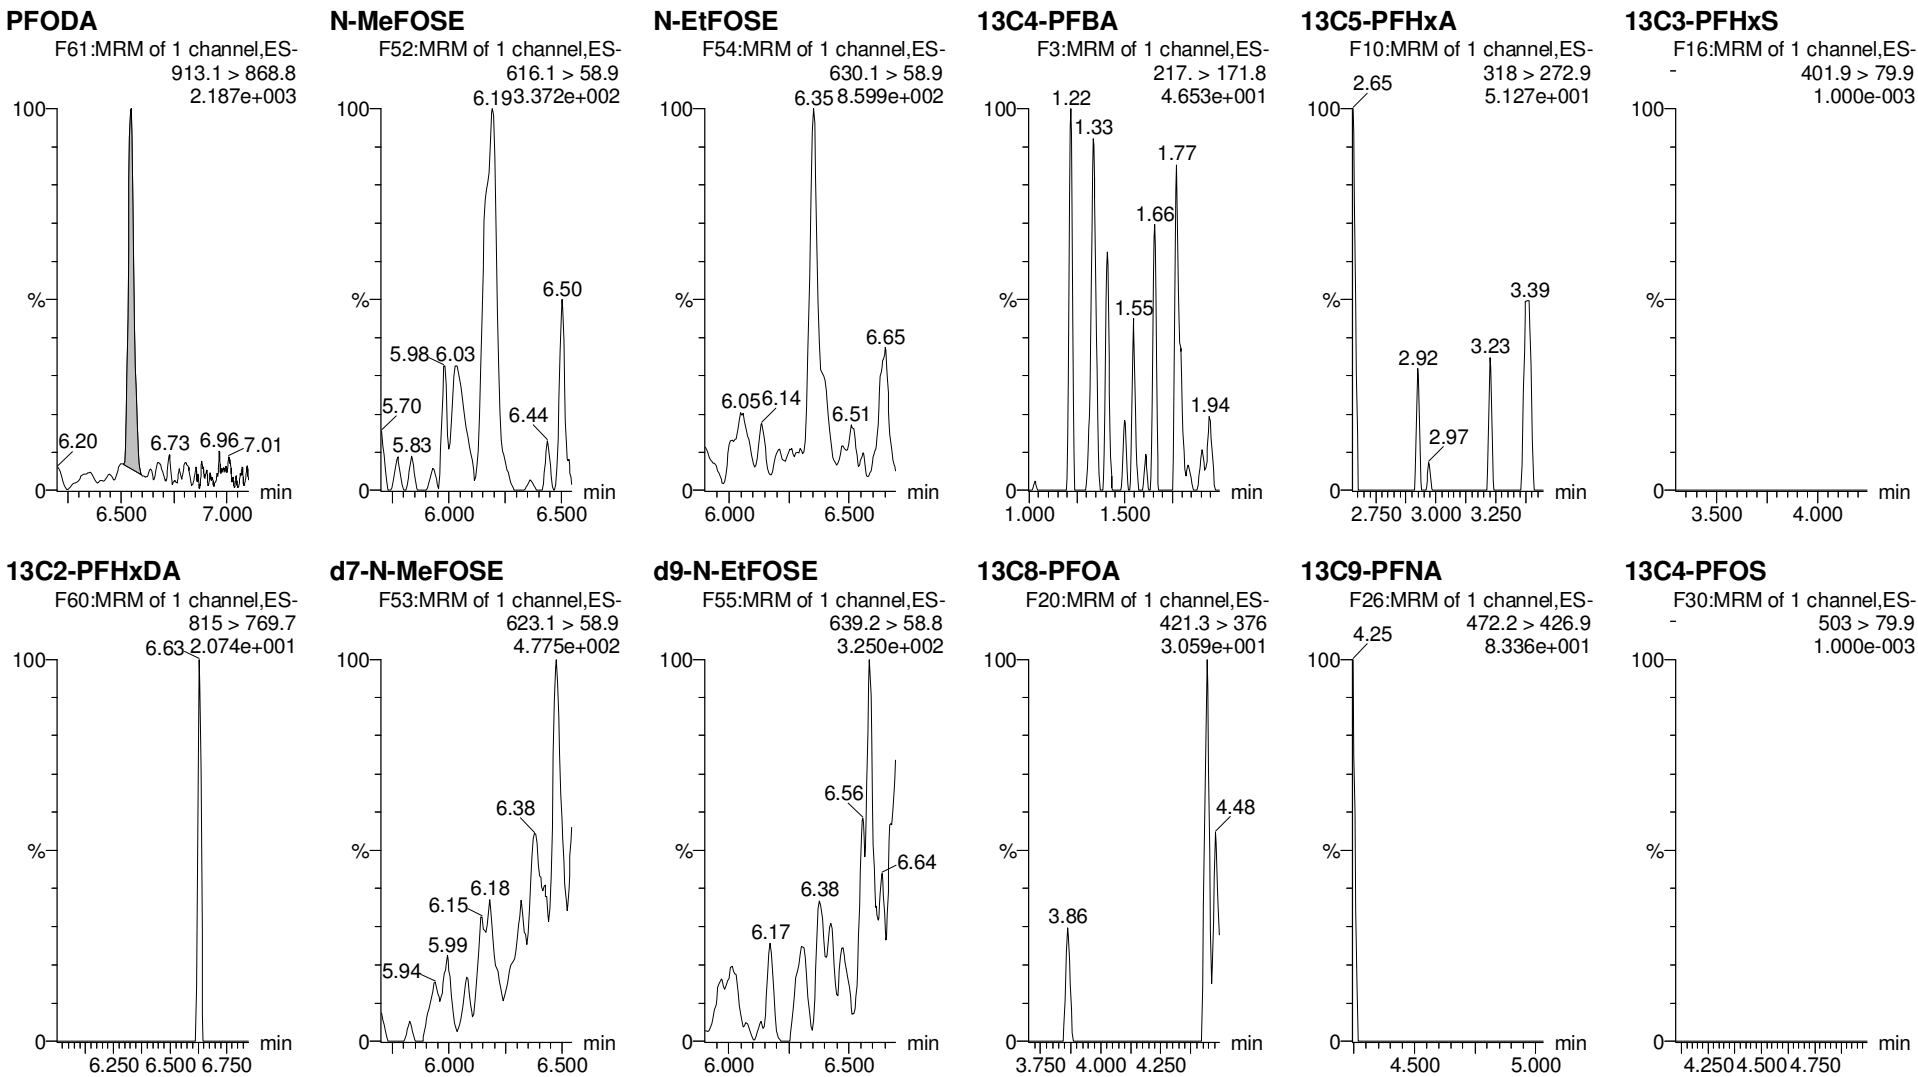 PFODA
F61:MRM of 1 channel,ES-
913.1 > 868.8
2.187e+003
100
%
0
6.20
6.73
6.96
7.01
min
6.500
7.000
N-MeFOSE
F52:MRM of 1 channel,ES-
616.1 > 58.9
3.372e+002
100
%
0
6.19
5.70
5.83
5.98
6.03
6.44
6.50
min
6.000
6.500
N-EtFOSE
F54:MRM of 1 channel,ES-
630.1 > 58.9
8.599e+002
100
%
0
6.35
6.05
6.14
6.51
6.65
min
6.000
6.500
13C4-PFBA
F3:MRM of 1 channel,ES-
217. > 171.8
4.653e+001
100
%
0
1.22
1.33
1.55
1.66
1.77
1.94
min
1.000
1.500
13C5-PFHxA
F10:MRM of 1 channel,ES-
318 > 272.9
5.127e+001
100
%
0
2.65
2.92
2.97
3.23
3.39
min
2.750
3.000
3.250
13C3-PFHxS
F16:MRM of 1 channel,ES-
401.9 > 79.9
1.000e-003
-
100
%
0
min
3.500
4.000
13C2-PFHxDA
F60:MRM of 1 channel,ES-
815 > 769.7
2.074e+001
100
%
0
6.63
min
6.250
6.500
6.750
d7-N-MeFOSE
F53:MRM of 1 channel,ES-
623.1 > 58.9
4.775e+002
100
%
0
5.94
5.99
6.15
6.18
6.38
min
6.000
6.500
d9-N-EtFOSE
F55:MRM of 1 channel,ES-
639.2 > 58.8
3.250e+002
100
%
0
6.17
6.38
6.56
6.64
min
6.000
6.500
13C8-PFOA
F20:MRM of 1 channel,ES-
421.3 > 376
3.059e+001
100
%
0
3.86
4.48
min
3.750
4.000
4.250
13C9-PFNA
F26:MRM of 1 channel,ES-
472.2 > 426.9
8.336e+001
100
%
0
4.25
min
4.500
5.000
13C4-PFOS
F30:MRM of 1 channel,ES-
503 > 79.9
1.000e-003
-
100
%
0
min
4.250
4.500
4.750